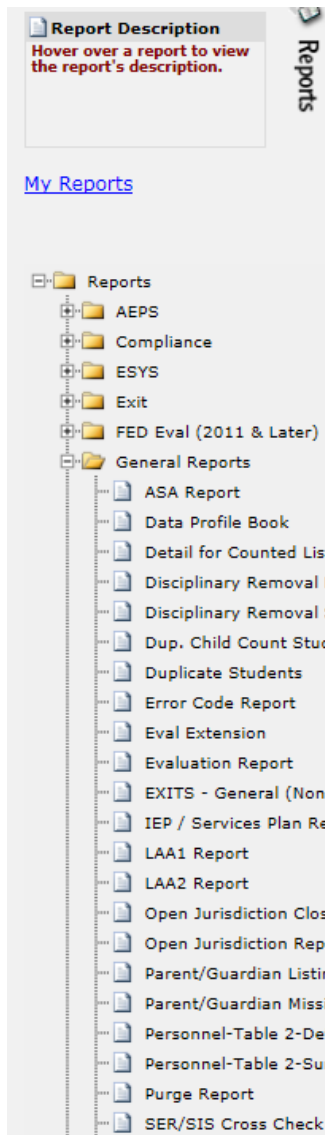 Report Description
Hover over a report to view
the report's description.
Reports
My Reports
Reports
AEPS
Compliance
ESYS
Exit
FED Eval (2011 & Later)
General Reports
ASA Report
Data Profile Book
Detail for Counted Lis
Disciplinary Removal
Disciplinary Removal
Dup. Child Count Stu
Duplicate Students
Error Code Report
Eval Extension
Evaluation Report
EXITS - General (Non
IEP / Services Plan Re
LAA1 Report
LAA2 Report
Open Jurisdiction Clos
Open Jurisdiction Rep
Parent/Guardian Listin
Parent/Guardian Miss
Personnel-Table 2-De
Personnel-Table 2-Su
Purge Report
SER/SIS Cross Check